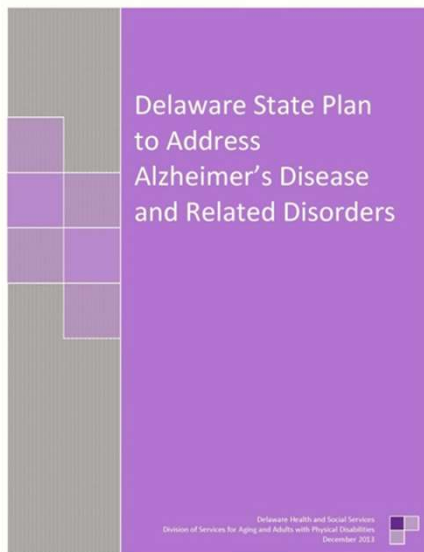 Delaware State Plan
to Address
Alzheimer's Disease
and Related Disorders
Delaware Health and Social Services
Division of Services for Aging and Adults with Physical Disabilities
December 2013